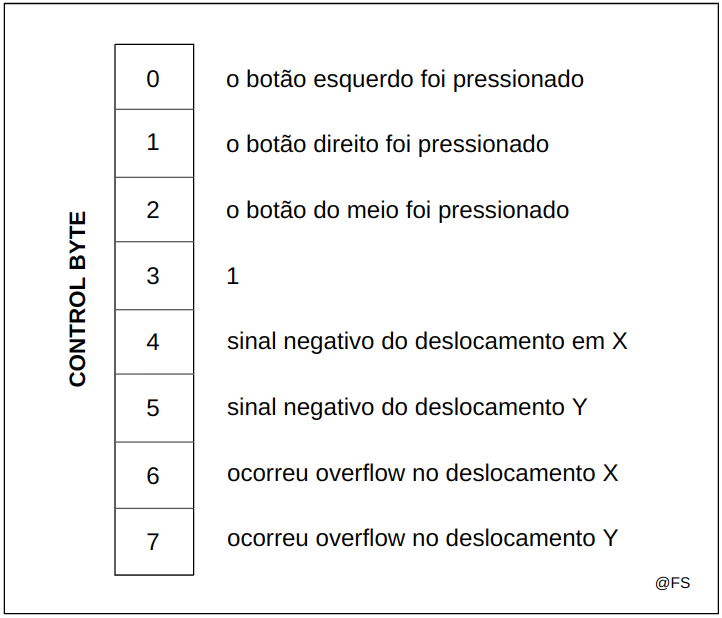 CONTROL BYTE
0 o botão esquerdo foi pressionado
1 o botão direito foi pressionado
2 o botão do meio foi pressionado
3 1
4 sinal negativo do deslocamento em X
5 sinal negativo do deslocamento Y
6 ocorreu overflow no deslocamento X
7 ocorreu overflow no deslocamento Y
@FS